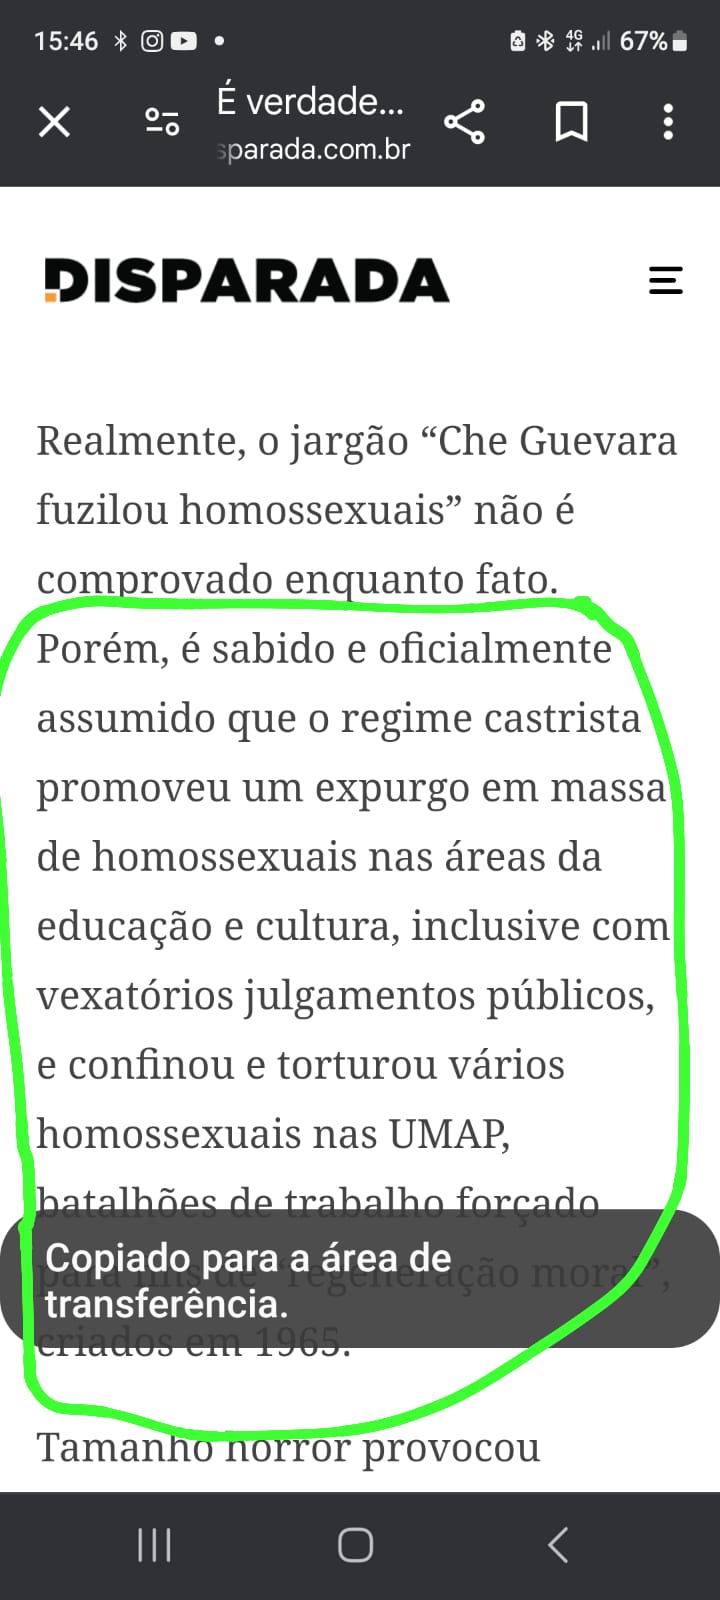 15:46
4G
67%
É verdade...
sparada.com.br
DISPARADA
Realmente, o jargão “Che Guevara
fuzilou homossexuais” não é
comprovado enquanto fato.
Porém, é sabido e oficialmente
assumido que o regime castrista
promoveu um expurgo em massa
de homossexuais nas áreas da
educação e cultura, inclusive com
vexatórios julgamentos públicos,
e confinou e torturou vários
homossexuais nas UMAP,
batalhões de trabalho forçado
para fins de “regeneração moral”,
Copiado para a área de
transferência.
criados em 1965.
Tamanho horror provocou